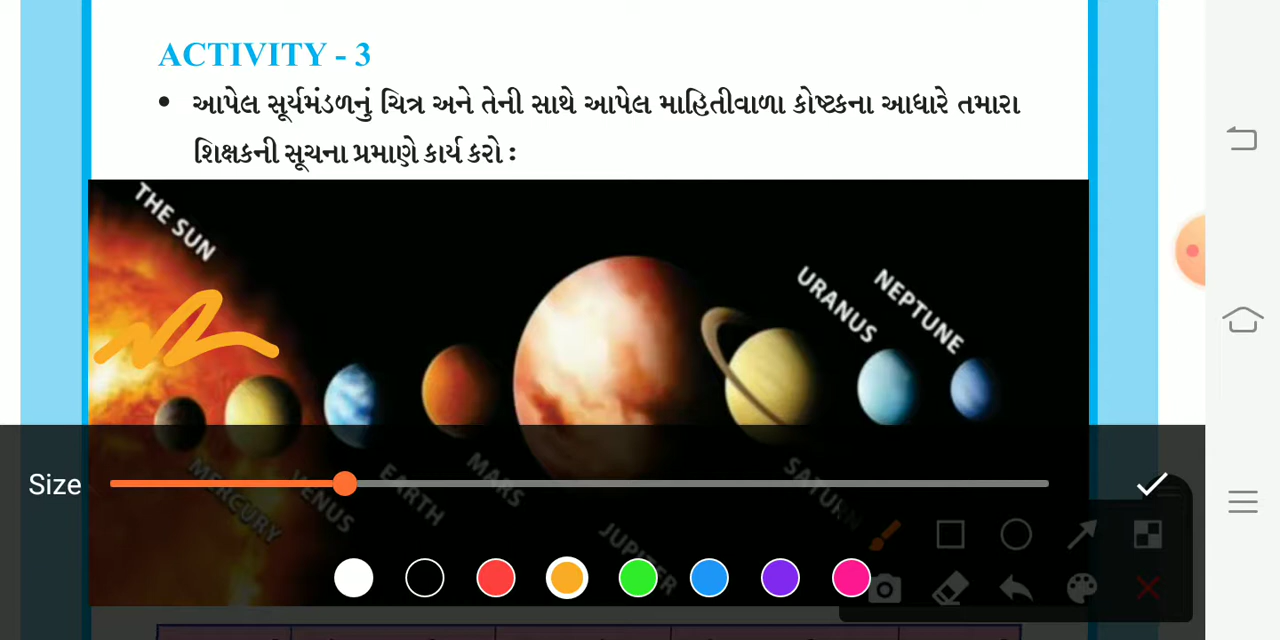 ACTIVITY - 3
• આપેલ સૂર્યમંડળનું ચિત્ર અને તેની સાથે આપેલ માહિતીવાળા કોષ્ટકના આધારે તમારા
શિક્ષકની સૂચના પ્રમાણે કાર્ય કરો :
THE SUN
URANUS
NEPTUNE
MERCURY
VENUS
EARTH
MARS
JUPITER
SATURN
Size